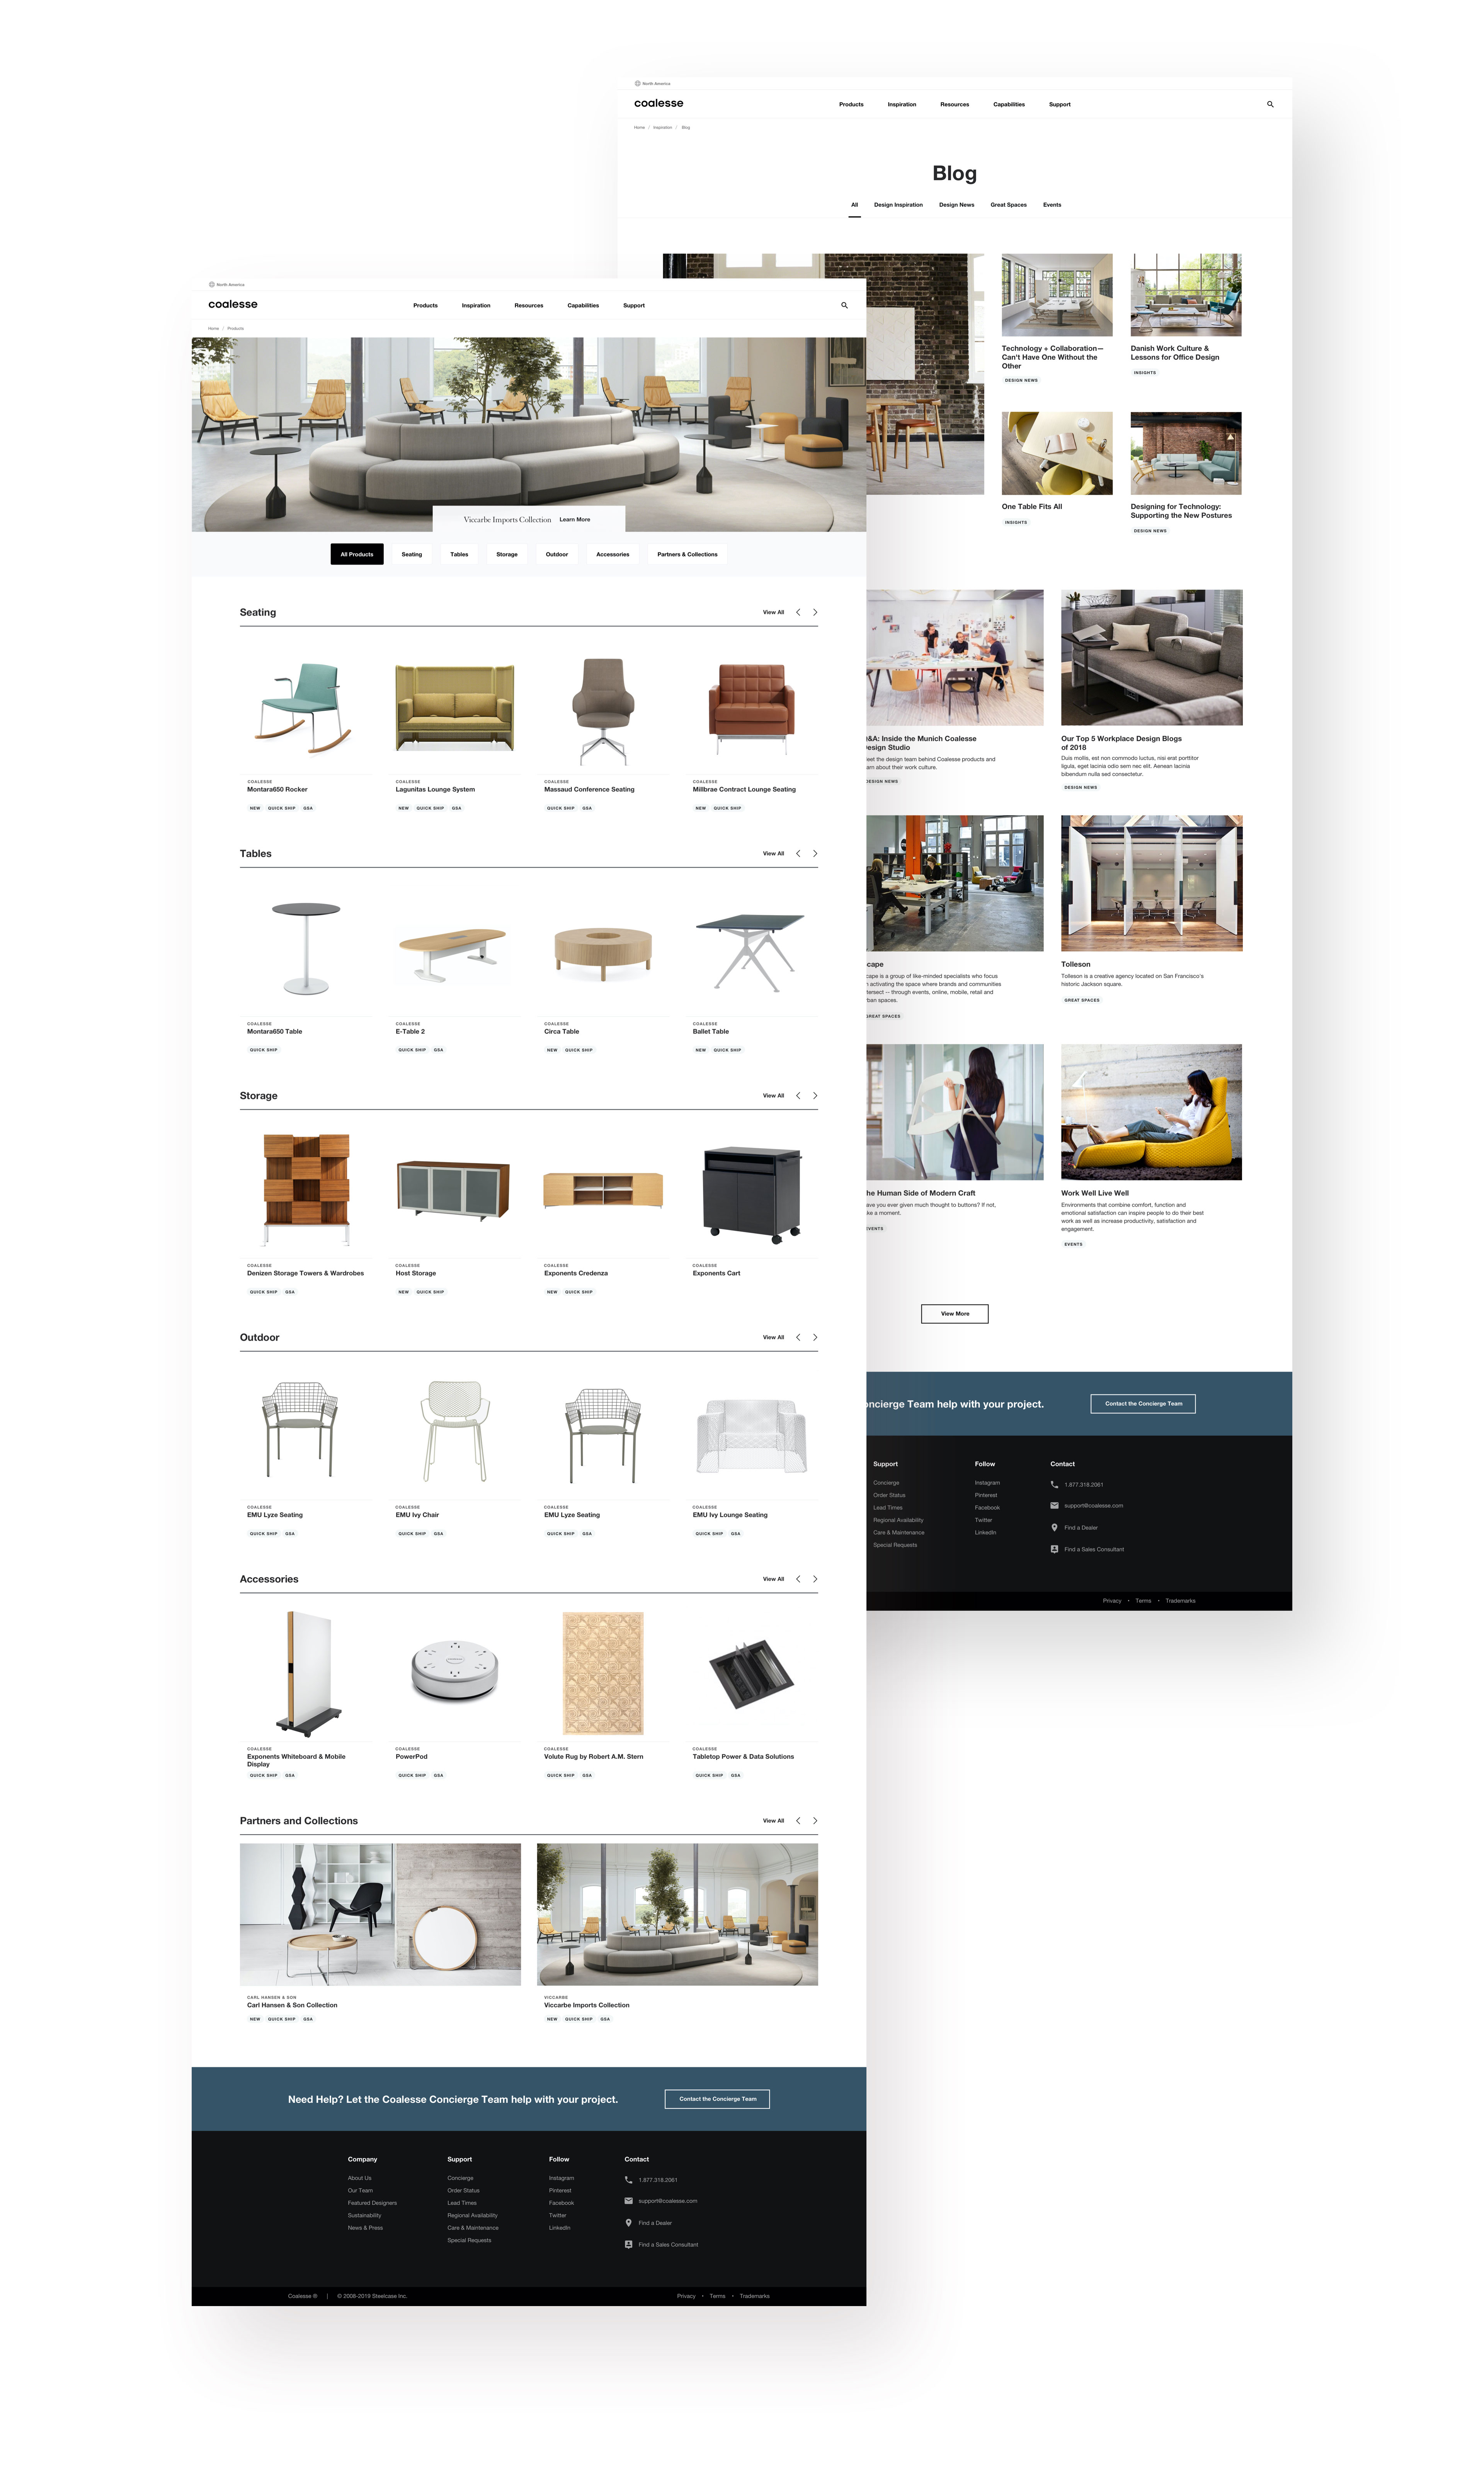 North America
coalesse
Products Inspiration Resources Capabilities Support
Home / Inspiration / Blog
Blog
All Design Inspiration Design News Great Spaces Events
Technology + Collaboration—
Can't Have One Without the
Other
DESIGN NEWS
Danish Work Culture &
Lessons for Office Design
INSIGHTS
One Table Fits All
INSIGHTS
Designing for Technology:
Supporting the New Postures
DESIGN NEWS
&A: Inside the Munich Coalesse
esign Studio
eet the design team behind Coalesse products and
arn about their work culture.
DESIGN NEWS
Our Top 5 Workplace Design Blogs
of 2018
Duis mollis, est non commodo luctus, nisi erat porttitor
ligula, eget lacinia odio sem nec elit. Aenean lacinia
bibendum nulla sed consectetur.
DESIGN NEWS
cape
cape is a group of like-minded specialists who focus
n activating the space where brands and communities
tersect -- through events, online, mobile, retail and
ban spaces.
GREAT SPACES
Tolleson
Tolleson is a creative agency located on San Francisco's
historic Jackson square.
GREAT SPACES
he Human Side of Modern Craft
ave you ever given much thought to buttons? If not,
ke a moment.
EVENTS
Work Well Live Well
Environments that combine comfort, function and
emotional satisfaction can inspire people to do their best
work as well as increase productivity, satisfaction and
engagement.
EVENTS
View More
oncierge Team help with your project.
Contact the Concierge Team
Support
Concierge
Order Status
Lead Times
Regional Availability
Care & Maintenance
Special Requests
Follow
Instagram
Pinterest
Facebook
Twitter
LinkedIn
Contact
1.877.318.2061
support@coalesse.com
Find a Dealer
Find a Sales Consultant
Privacy • Terms • Trademarks
North America
coalesse
Products Inspiration Resources Capabilities Support
Home / Products
Viccarbe Imports Collection Learn More
All Products Seating Tables Storage Outdoor Accessories Partners & Collections
Seating
View All
COALESSE
Montara650 Rocker
NEW QUICK SHIP GSA
COALESSE
Lagunitas Lounge System
NEW QUICK SHIP GSA
COALESSE
Massaud Conference Seating
QUICK SHIP GSA
COALESSE
Millbrae Contract Lounge Seating
NEW QUICK SHIP
Tables
View All
COALESSE
Montara650 Table
QUICK SHIP
COALESSE
E-Table 2
QUICK SHIP GSA
COALESSE
Circa Table
NEW QUICK SHIP
COALESSE
Ballet Table
NEW QUICK SHIP
Storage
View All
COALESSE
Denizen Storage Towers & Wardrobes
QUICK SHIP GSA
COALESSE
Host Storage
NEW QUICK SHIP
COALESSE
Exponents Credenza
NEW QUICK SHIP
COALESSE
Exponents Cart
Outdoor
View All
COALESSE
EMU Lyze Seating
QUICK SHIP GSA
COALESSE
EMU Ivy Chair
QUICK SHIP GSA
COALESSE
EMU Lyze Seating
QUICK SHIP GSA
COALESSE
EMU Ivy Lounge Seating
QUICK SHIP GSA
Accessories
View All
COALESSE
Exponents Whiteboard & Mobile
Display
QUICK SHIP GSA
COALESSE
PowerPod
QUICK SHIP GSA
COALESSE
Volute Rug by Robert A.M. Stern
QUICK SHIP GSA
COALESSE
Tabletop Power & Data Solutions
QUICK SHIP GSA
Partners and Collections
View All
CARL HANSEN & SON
Carl Hansen & Son Collection
NEW QUICK SHIP GSA
VICCARBE
Viccarbe Imports Collection
NEW QUICK SHIP GSA
Need Help? Let the Coalesse Concierge Team help with your project.
Contact the Concierge Team
Company
About Us
Our Team
Featured Designers
Sustainability
News & Press
Support
Concierge
Order Status
Lead Times
Regional Availability
Care & Maintenance
Special Requests
Follow
Instagram
Pinterest
Facebook
Twitter
LinkedIn
Contact
1.877.318.2061
support@coalesse.com
Find a Dealer
Find a Sales Consultant
Coalesse ® | © 2008-2019 Steelcase Inc.
Privacy • Terms • Trademarks